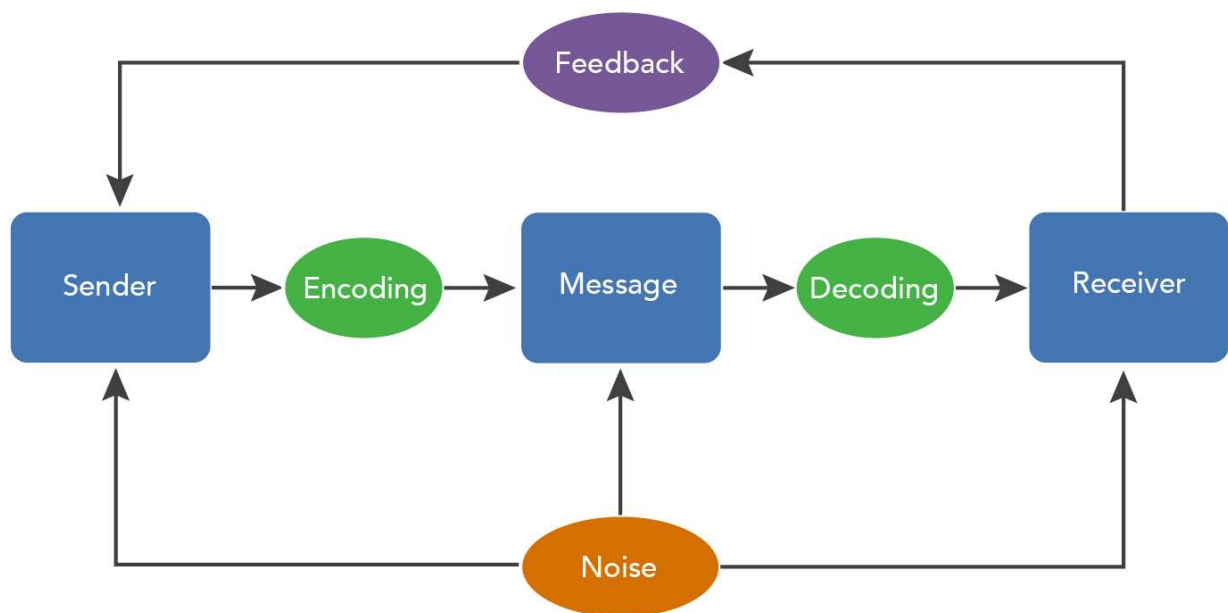 Feedback
Sender
Encoding
Message
Decoding
Receiver
Noise